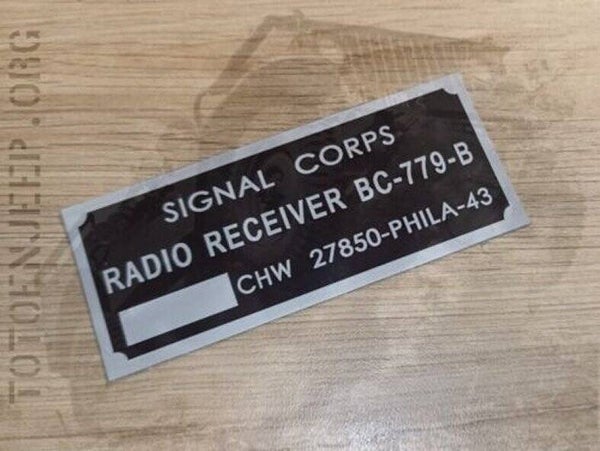 SIGNAL CORPS
RADIO RECEIVER BC-779-B
CHW 27850-PHILA-43
TOTOENJEEP.ORG